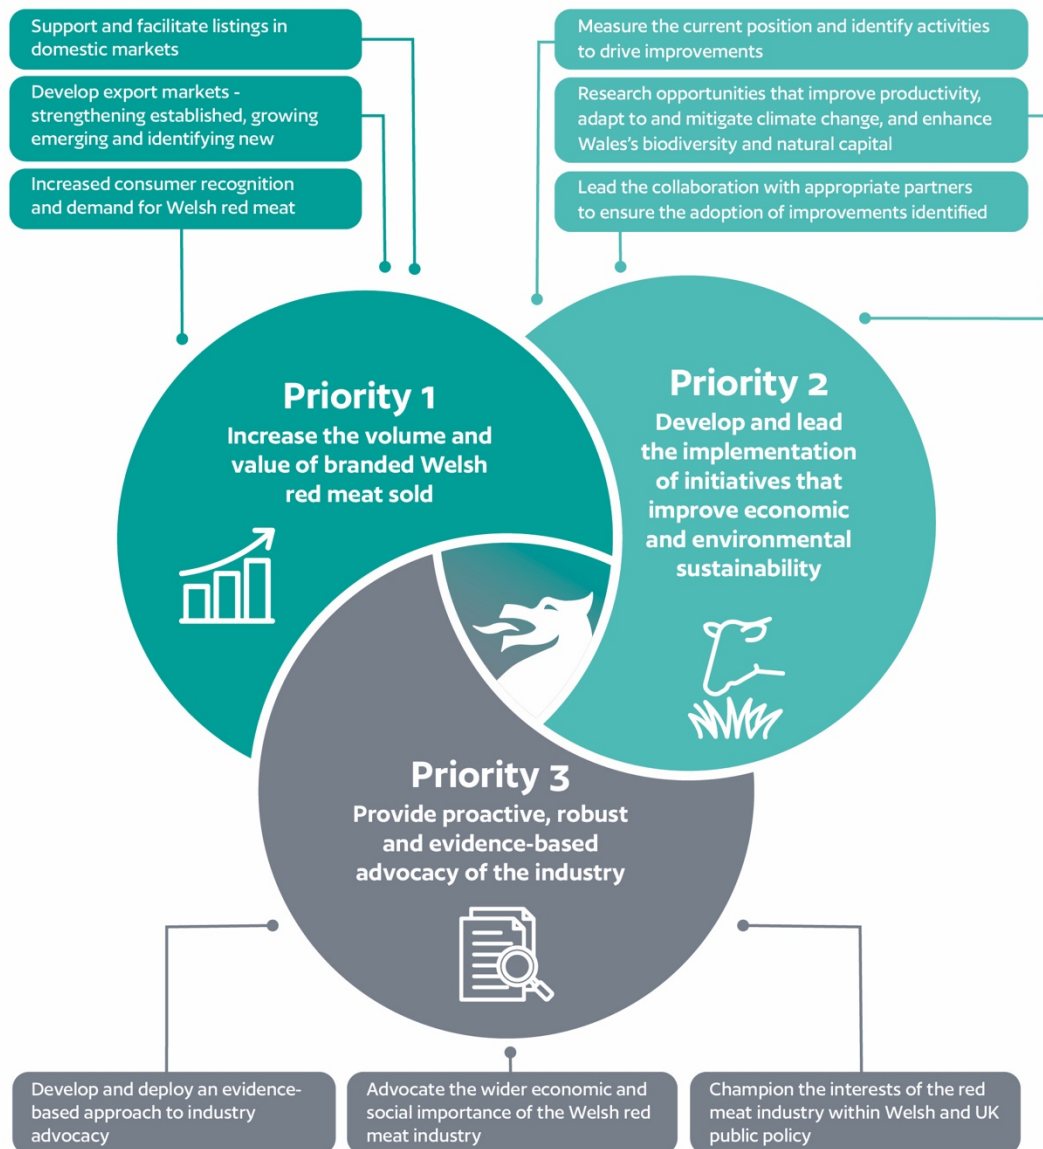 Support and facilitate listings in
domestic markets
Develop export markets -
strengthening established, growing
emerging and identifying new
Increased consumer recognition
and demand for Welsh red meat
Measure the current position and identify activities
to drive improvements
Research opportunities that improve productivity,
adapt to and mitigate climate change, and enhance
Wales's biodiversity and natural capital
Lead the collaboration with appropriate partners
to ensure the adoption of improvements identified
Priority 1
Increase the volume and
value of branded Welsh
red meat sold
Priority 2
Develop and lead
the implementation
of initiatives that
improve economic
and environmental
sustainability
Priority 3
Provide proactive, robust
and evidence-based
advocacy of the industry
Develop and deploy an evidence-
based approach to industry
advocacy
Advocate the wider economic and
social importance of the Welsh red
meat industry
Champion the interests of the red
meat industry within Welsh and UK
public policy